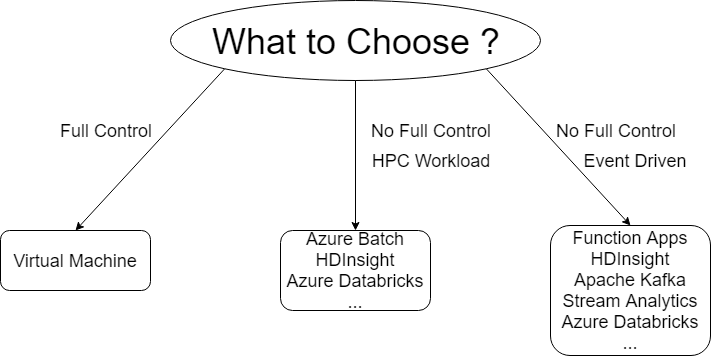 What to Choose ?
Full Control
No Full Control
No Full Control
HPC Workload
Event Driven
Virtual Machine
Azure Batch
HDInsight
Azure Databricks
...
Function Apps
HDInsight
Apache Kafka
Stream Analytics
Azure Databricks
...